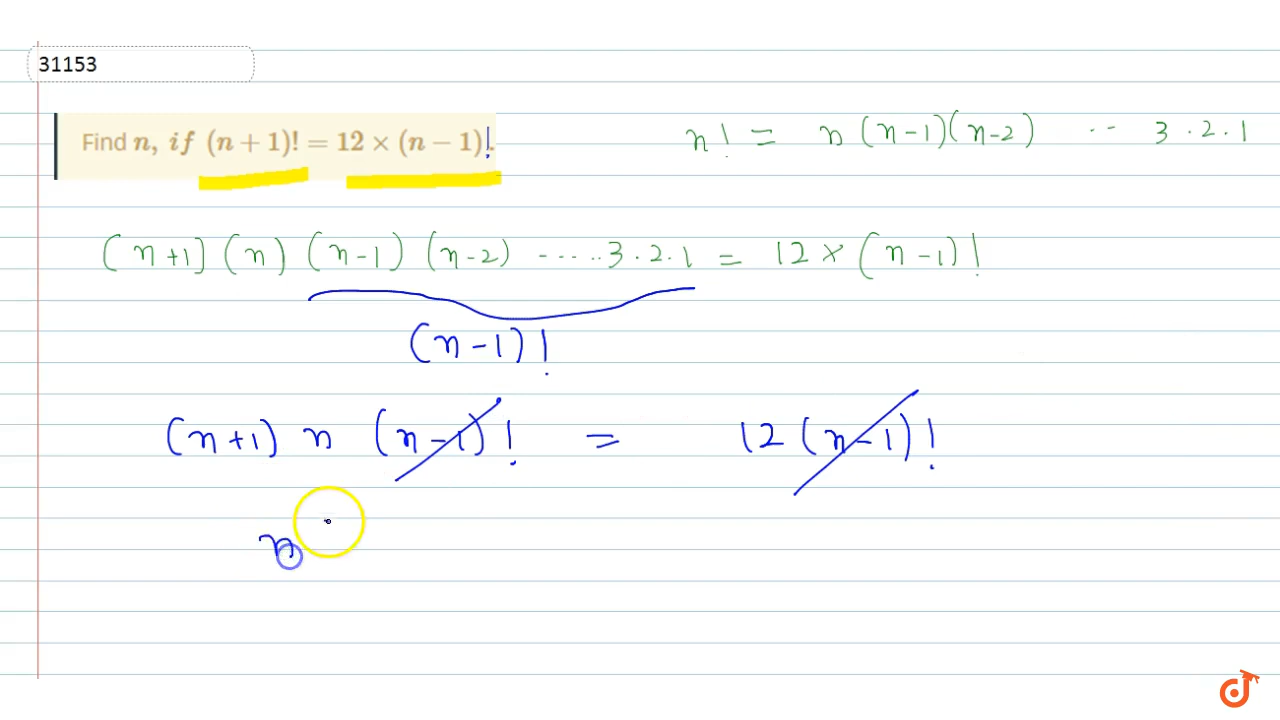 31153
Find n, if (n + 1)! = 12 × (n − 1)!.
n! = n (n-1)(n-2) ·· 3 . 2 . 1
(n+1) (n) (n-1) (n-2) ...... 3 . 2 . 1 = 12 × (n-1)!
(n-1)!
(n+1) n (n-1)! = 12 (n-1)!
n